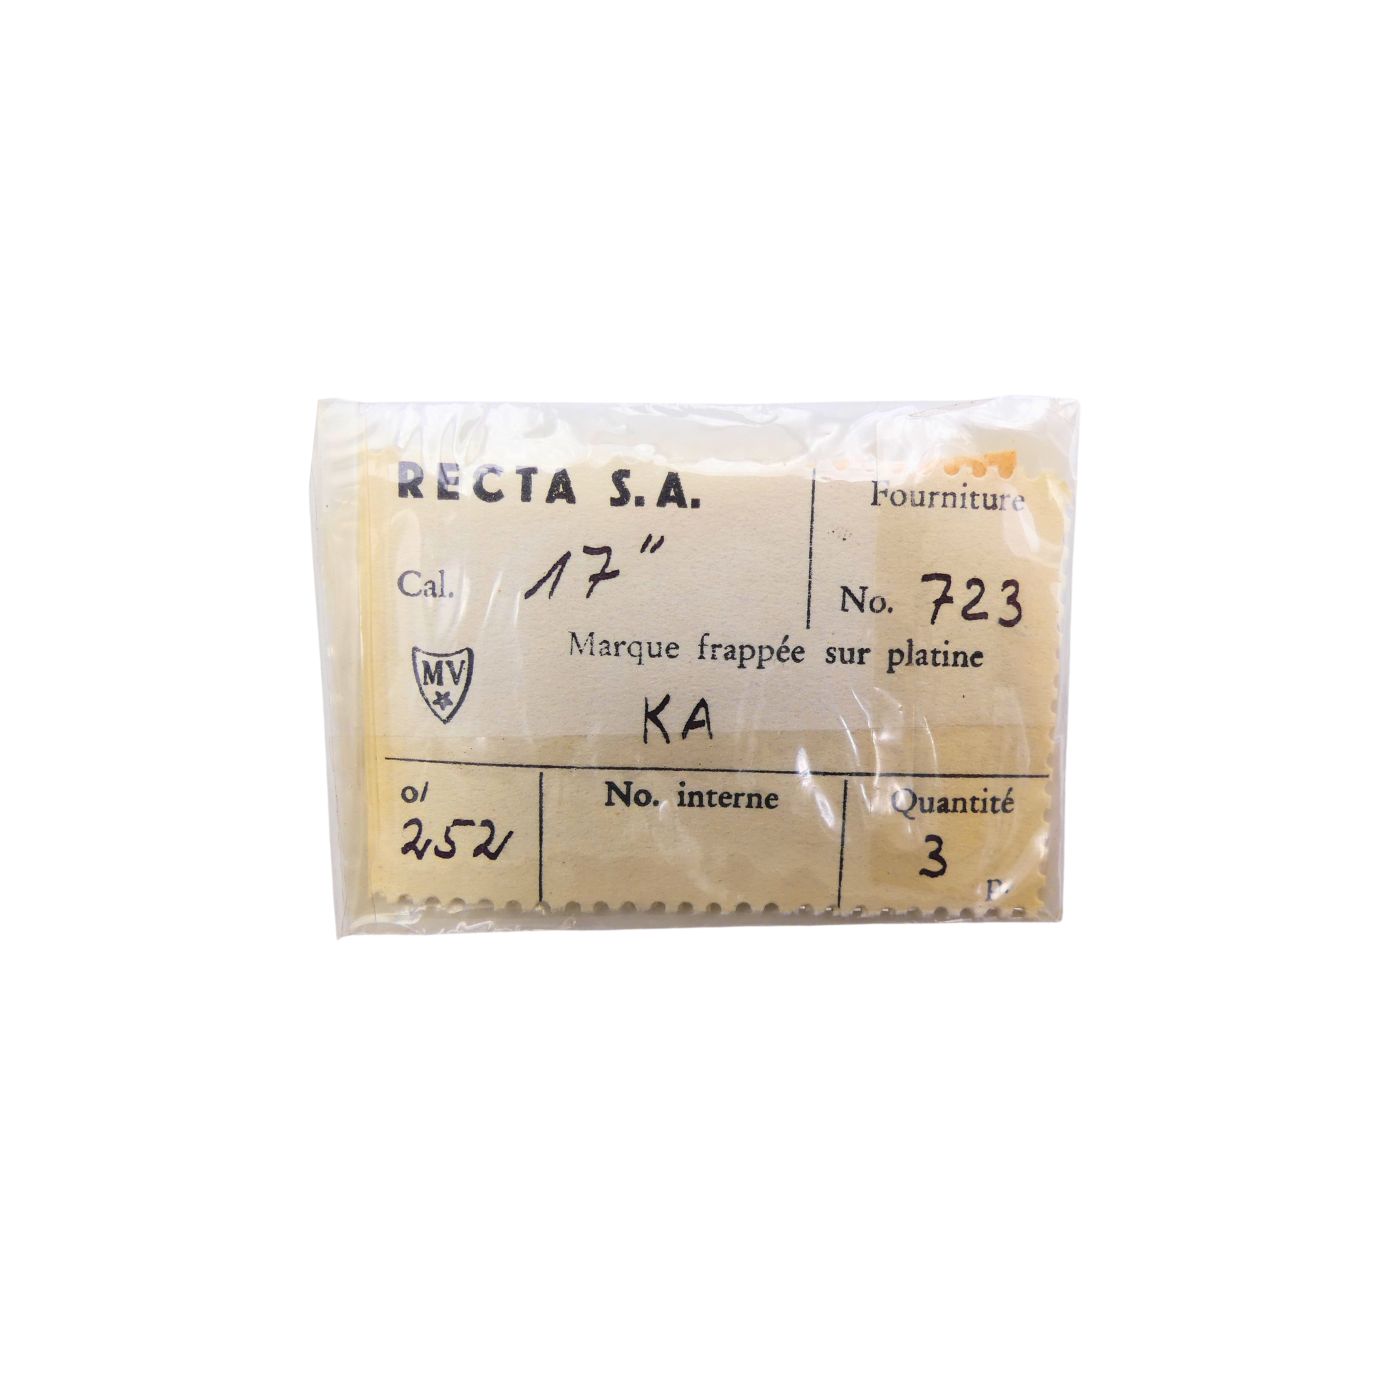 RECTA S.A.
Fourniture
Cal. 17"
No. 723
Marque frappée sur platine
MV
KA
o/
252
No. interne
Quantité
3
p.